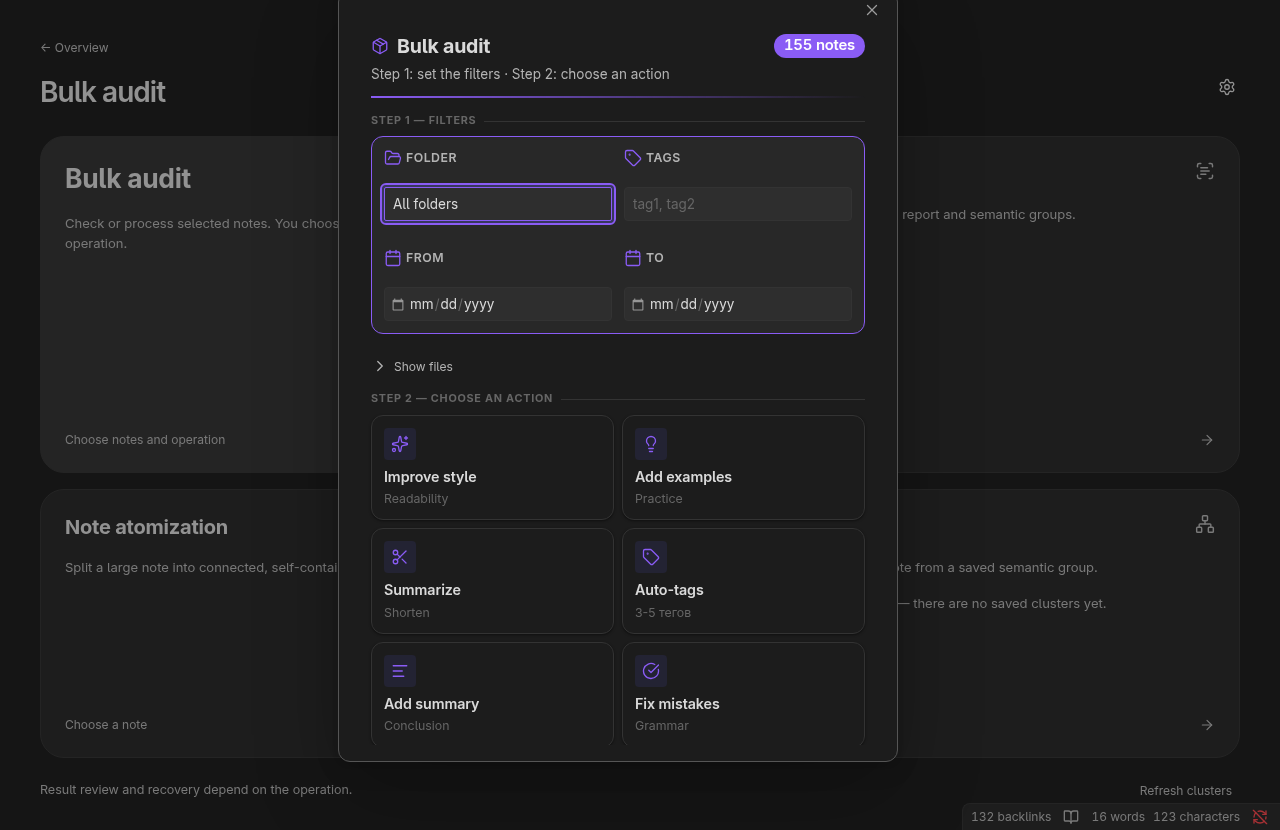 ← Overview
Bulk audit
Bulk audit
Check or process selected notes. You choos
operation.
Choose notes and operation
report and semantic groups.
Note atomization
Split a large note into connected, self-contai
Choose a note
te from a saved semantic group.
— there are no saved clusters yet.
Result review and recovery depend on the operation.
Refresh clusters
132 backlinks 16 words 123 characters
Bulk audit
155 notes
Step 1: set the filters · Step 2: choose an action
STEP 1 — FILTERS
FOLDER
TAGS
All folders
tag1, tag2
FROM
TO
mm/dd/yyyy
mm/dd/yyyy
Show files
STEP 2 — CHOOSE AN ACTION
Improve style
Readability
Add examples
Practice
Summarize
Shorten
Auto-tags
3-5 тегов
Add summary
Conclusion
Fix mistakes
Grammar